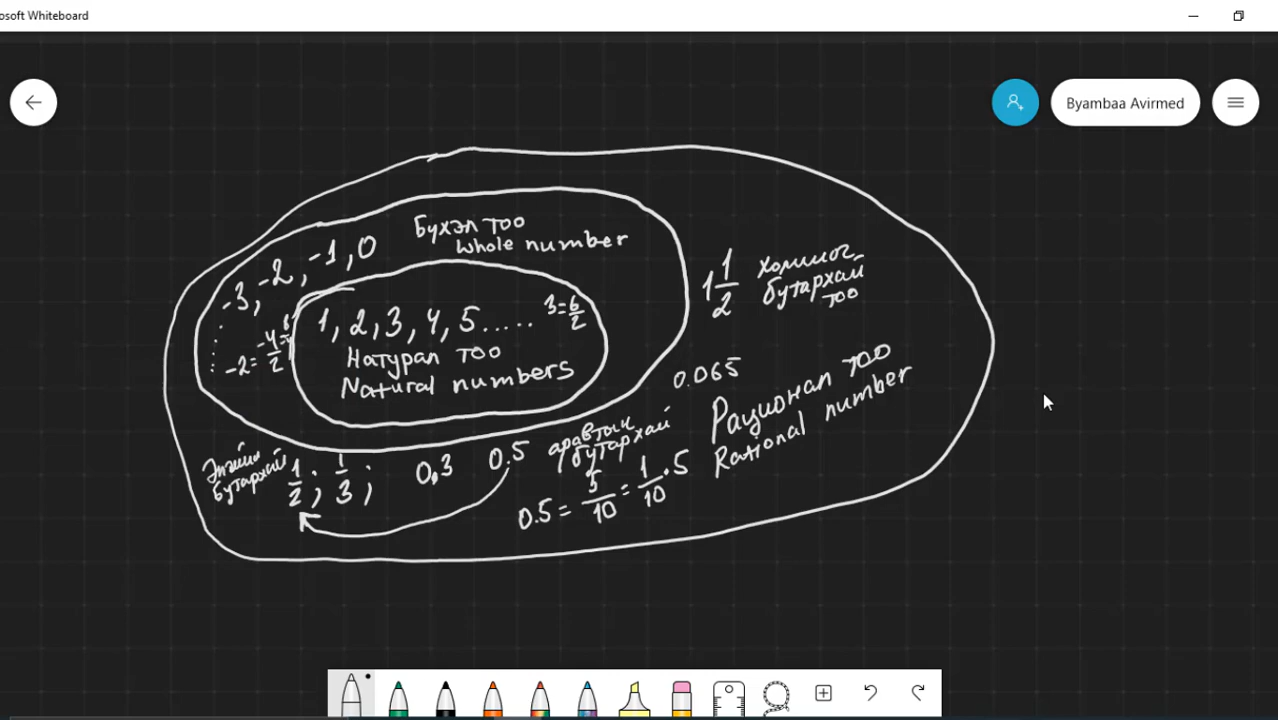 osoft Whiteboard
Byambaa Avirmed
Бүхэл тоо
Whole number
-3, -2, -1, 0
1, 2, 3, 4, 5.....
3=6/2
-2=
Натурал тоо
Natural numbers
1 1/2
холимог
бутархай
тоо
0.065
Рационал тоо
Rational number
Энгийн
бутархай
1/2; 1/3;
0,3
0.5
аравтын
бутархай
0.5 = 5/10 = 1/10 . 5